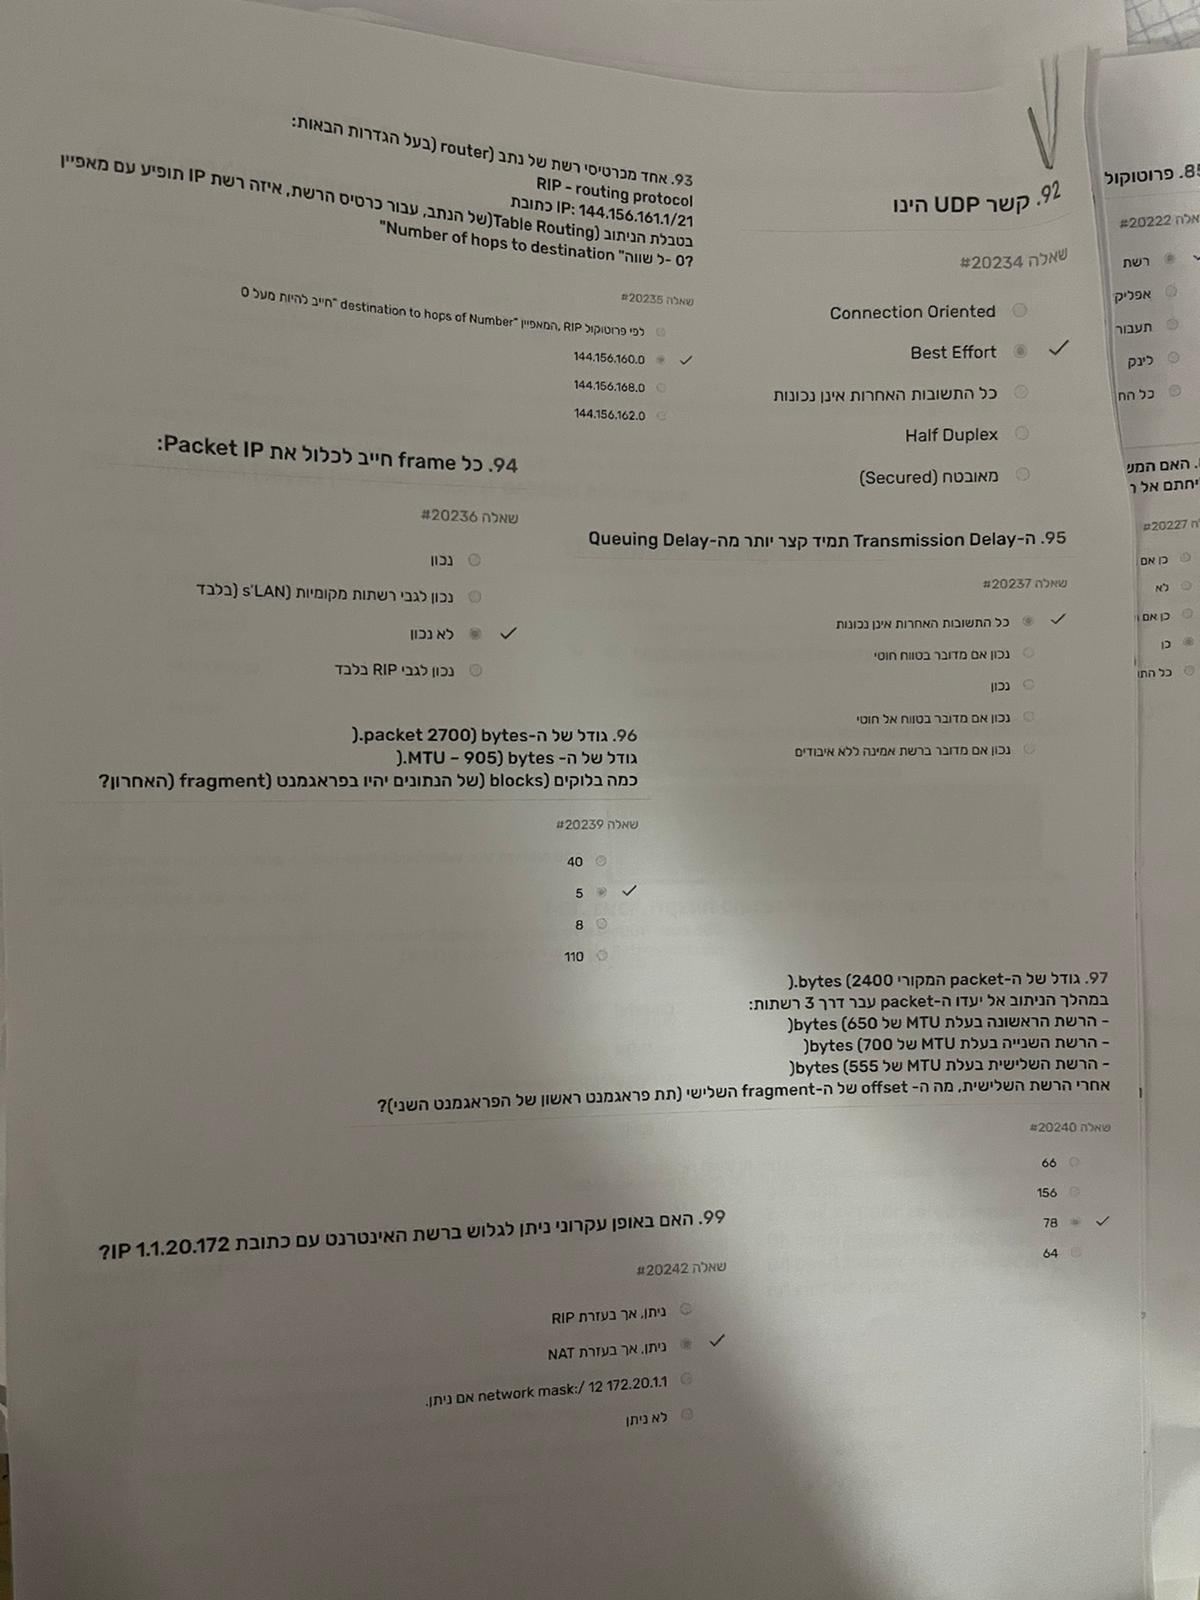 92. קשר UDP הינו
שאלה 20234#
Connection Oriented
Best Effort
כל התשובות האחרות אינן נכונות
Half Duplex
מאובטח (Secured)
93. אחד מכרטיסי רשת של נתב (router) בעל הגדרות הבאות:
RIP - routing protocol
כתובת IP: 144.156.161.1/21
בטבלת הניתוב (Table Routing) של הנתב, עבור כרטיס הרשת, איזה רשת IP תופיע עם מאפיין
"Number of hops to destination" שווה ל- 0?
שאלה 20235#
לפי פרוטוקול RIP, המאפיין "destination to hops of Number" חייב להיות מעל 0
144.156.160.0
144.156.168.0
144.156.162.0
94. כל frame חייב לכלול את Packet IP:
שאלה 20236#
נכון
נכון לגבי רשתות מקומיות (s'LAN) בלבד
לא נכון
נכון לגבי RIP בלבד
95. ה-Transmission Delay תמיד קצר יותר מה-Queuing Delay
שאלה 20237#
כל התשובות האחרות אינן נכונות
נכון אם מדובר בטווח חוטי
נכון
נכון אם מדובר בטווח אל חוטי
נכון אם מדובר ברשת אמינה ללא איבודים
96. גודל של ה-packet 2700) bytes).
גודל של ה- MTU – 905) bytes).
כמה בלוקים (blocks) של הנתונים יהיו בפראגמנט (fragment) האחרון?
שאלה 20239#
40
5
8
110
97. גודל של ה-packet המקורי 2400) bytes).
במהלך הניתוב אל יעדו ה-packet עבר דרך 3 רשתות:
- הרשת הראשונה בעלת MTU של 650) bytes)
- הרשת השנייה בעלת MTU של 700) bytes)
- הרשת השלישית בעלת MTU של 555) bytes)
אחרי הרשת השלישית, מה ה- offset של ה-fragment השלישי (תת פראגמנט ראשון של הפראגמנט השני)?
שאלה 20240#
66
156
78
64
99. האם באופן עקרוני ניתן לגלוש ברשת האינטרנט עם כתובת IP 1.1.20.172?
שאלה 20242#
ניתן, אך בעזרת RIP
ניתן, אך בעזרת NAT
network mask:/ 12 172.20.1.1 אם ניתן.
לא ניתן
85. פרוטוקול
20222#
רשת
תעבור
לינק
כל הח
האם המש
20227#
כן אם
לא
כן אם
כן
כל התו